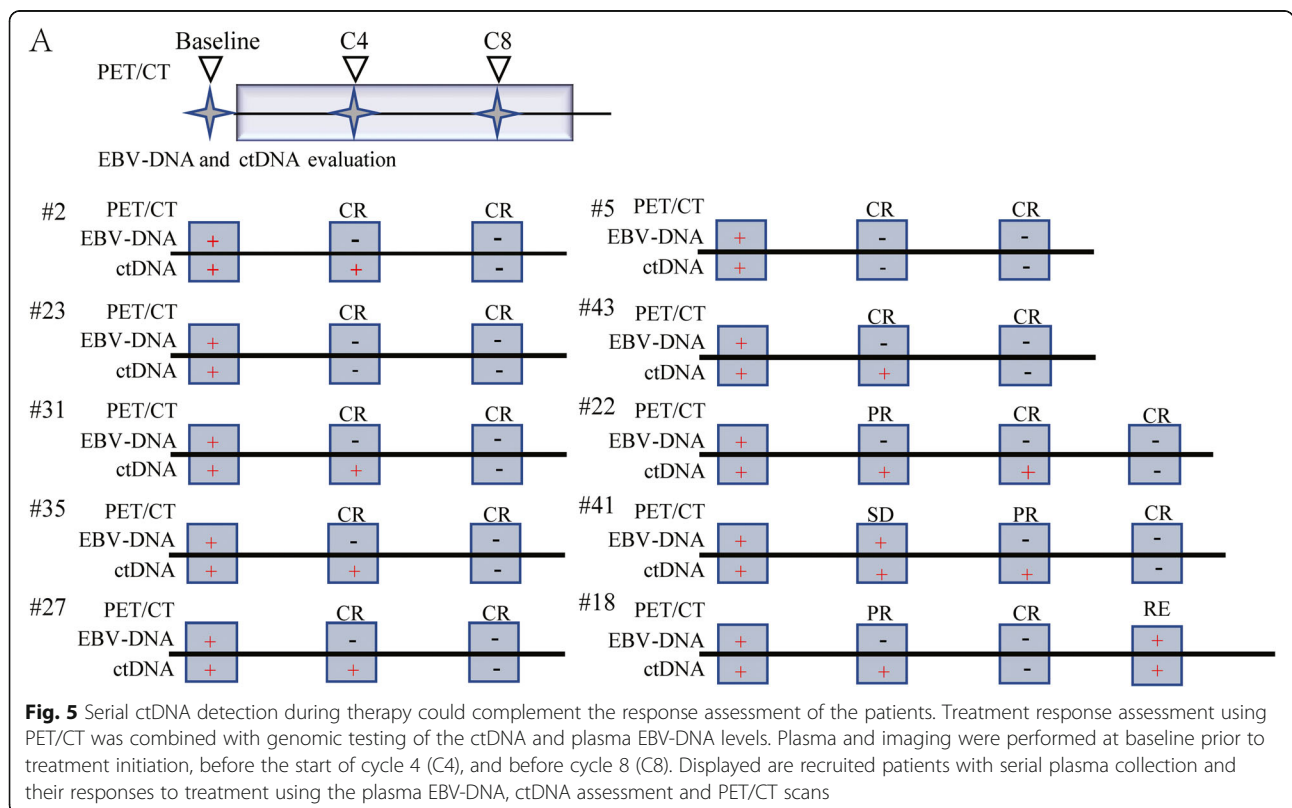 A
Baseline C4 C8
PET/CT
EBV-DNA and ctDNA evaluation
#2 PET/CT CR CR
EBV-DNA + - -
ctDNA + + -
#23 PET/CT CR CR
EBV-DNA + - -
ctDNA + - -
#31 PET/CT CR CR
EBV-DNA + - -
ctDNA + + -
#35 PET/CT CR CR
EBV-DNA + - -
ctDNA + + -
#27 PET/CT CR CR
EBV-DNA + - -
ctDNA + + -
#5 PET/CT CR CR
EBV-DNA + - -
ctDNA + - -
#43 PET/CT CR CR
EBV-DNA + - -
ctDNA + + -
#22 PET/CT PR CR CR
EBV-DNA + - - -
ctDNA + + + -
#41 PET/CT SD PR CR
EBV-DNA + + - -
ctDNA + + + -
#18 PET/CT PR CR RE
EBV-DNA + - - +
ctDNA + + - +
Fig. 5 Serial ctDNA detection during therapy could complement the response assessment of the patients. Treatment response assessment using
PET/CT was combined with genomic testing of the ctDNA and plasma EBV-DNA levels. Plasma and imaging were performed at baseline prior to
treatment initiation, before the start of cycle 4 (C4), and before cycle 8 (C8). Displayed are recruited patients with serial plasma collection and
their responses to treatment using the plasma EBV-DNA, ctDNA assessment and PET/CT scans